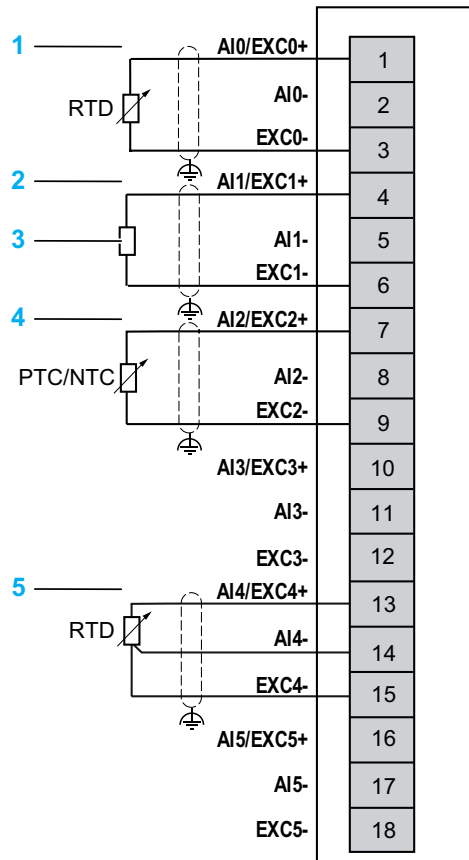 1 AI0/EXC0+ 1
RTD AI0- 2
EXC0- 3
2 AI1/EXC1+ 4
3 AI1- 5
EXC1- 6
4 AI2/EXC2+ 7
PTC/NTC AI2- 8
EXC2- 9
AI3/EXC3+ 10
AI3- 11
EXC3- 12
5 AI4/EXC4+ 13
RTD AI4- 14
EXC4- 15
AI5/EXC5+ 16
AI5- 17
EXC5- 18